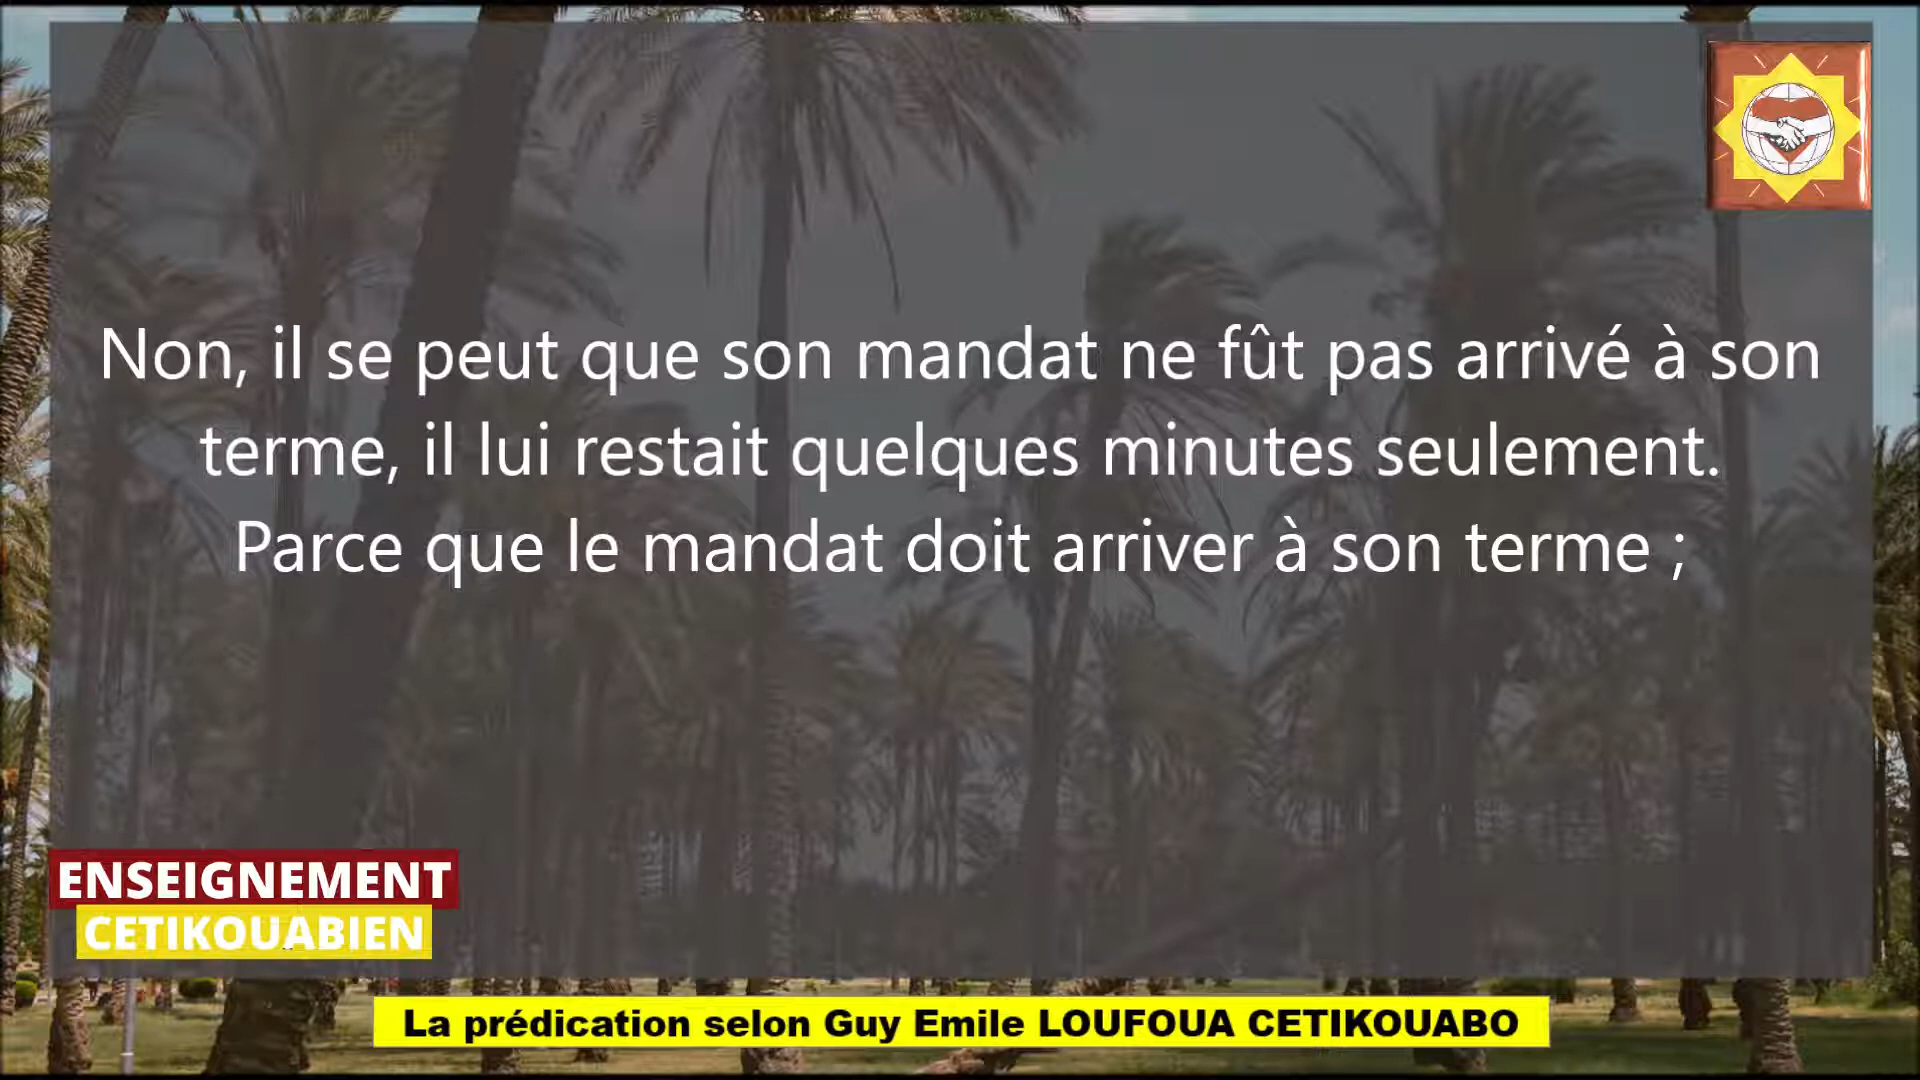 Non, il se peut que son mandat ne fût pas arrivé à son
terme, il lui restait quelques minutes seulement.
Parce que le mandat doit arriver à son terme ;
ENSEIGNEMENT
CETIKOUABIEN
La prédication selon Guy Emile LOUFOUA CETIKOUABO